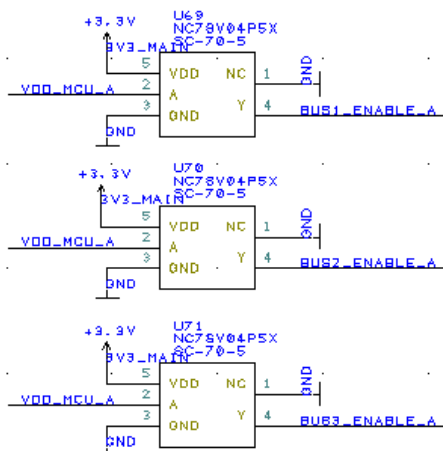 U69
NC7SV04P5X
SC-70-5
+3.3V
3V3_MAIN
5 VDD NC 1 GND
VDD_MCU_A 2 A
3 GND Y 4 BUS1_ENABLE_A
GND
U70
NC7SV04P5X
SC-70-5
+3.3V
3V3_MAIN
5 VDD NC 1 GND
VDD_MCU_A 2 A
3 GND Y 4 BUS2_ENABLE_A
GND
U71
NC7SV04P5X
SC-70-5
+3.3V
3V3_MAIN
5 VDD NC 1 GND
VDD_MCU_A 2 A
3 GND Y 4 BUS3_ENABLE_A
GND